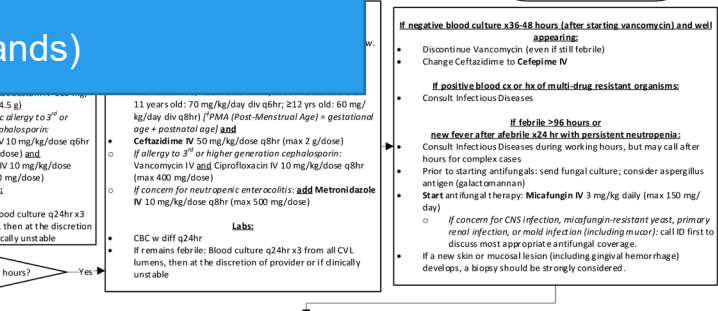 ands)
w.
4.5 g)
c allergy to 3rd or
phalosporin:
V 10 mg/kg/dose q6hr
dose) and
V 10 mg/kg/dose
0 mg/dose)
:
ood culture q24hr x3
, then at the discretion
cally unstable
hours?
Yes
11 years old: 70 mg/kg/day div q6hr; ≥12 yrs old: 60 mg/
kg/day div q8hr) [‡PMA (Post-Menstrual Age) = gestational
age + postnatal age] and
• Ceftazidime IV 50 mg/kg/dose q8hr (max 2 g/dose)
o If allergy to 3rd or higher generation cephalosporin:
Vancomycin IV and Ciprofloxacin IV 10 mg/kg/dose q8hr
(max 400 mg/dose)
o If concern for neutropenic enterocolitis: add Metronidazole
IV 10 mg/kg/dose q8hr (max 500 mg/dose)
Labs:
• CBC w diff q24hr
• If remains febrile: Blood culture q24hr x3 from all CVL
lumens, then at the discretion of provider or if clinically
unstable
If negative blood culture x36-48 hours (after starting vancomycin) and well
appearing:
• Discontinue Vancomycin (even if still febrile)
• Change Ceftazidime to Cefepime IV
If positive blood cx or hx of multi-drug resistant organisms:
• Consult Infectious Diseases
If febrile >96 hours or
new fever after afebrile x24 hr with persistent neutropenia:
• Consult Infectious Diseases during working hours, but may call after
hours for complex cases
• Prior to starting antifungals: send fungal culture; consider aspergillus
antigen (galactomannan)
• Start antifungal therapy: Micafungin IV 3 mg/kg daily (max 150 mg/
day)
o If concern for CNS infection, micafungin-resistant yeast, primary
renal infection, or mold infection (including mucor): call ID first to
discuss most appropriate antifungal coverage.
• If a new skin or mucosal lesion (including gingival hemorrhage)
develops, a biopsy should be strongly considered.